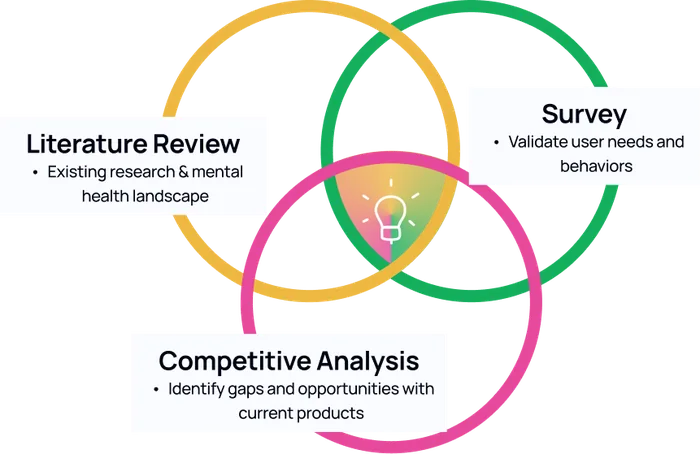 Literature Review
• Existing research & mental
health landscape
Survey
• Validate user needs and
behaviors
Competitive Analysis
• Identify gaps and opportunities with
current products